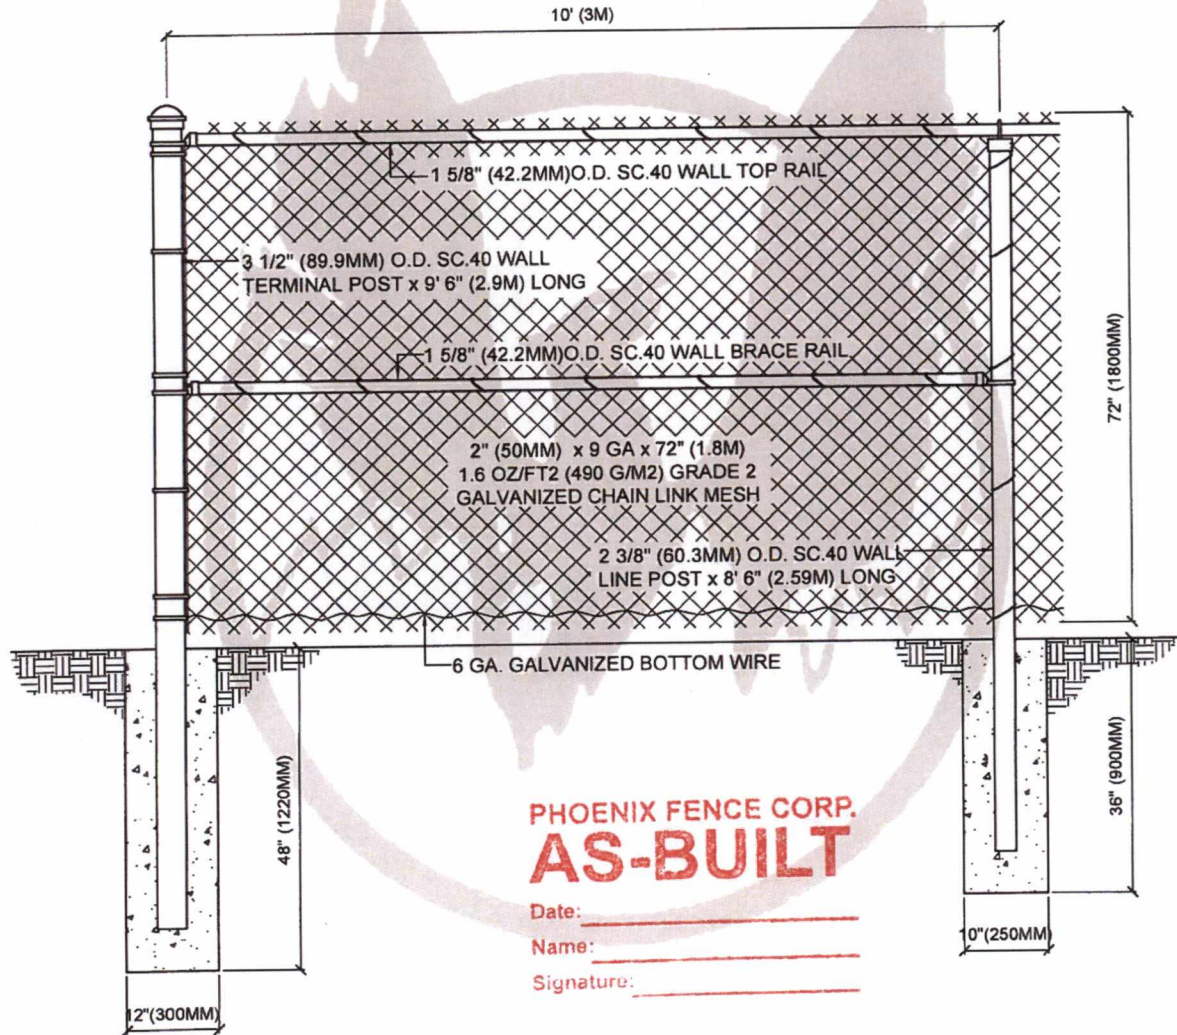 10' (3M)
1 5/8" (42.2MM)O.D. SC.40 WALL TOP RAIL
3 1/2" (89.9MM) O.D. SC.40 WALL
TERMINAL POST x 9' 6" (2.9M) LONG
1 5/8" (42.2MM)O.D. SC.40 WALL BRACE RAIL
72" (1800MM)
2" (50MM) x 9 GA x 72" (1.8M)
1.6 OZ/FT2 (490 G/M2) GRADE 2
GALVANIZED CHAIN LINK MESH
2 3/8" (60.3MM) O.D. SC.40 WALL
LINE POST x 8' 6" (2.59M) LONG
6 GA. GALVANIZED BOTTOM WIRE
48" (1220MM)
36" (900MM)
12"(300MM)
10"(250MM)
PHOENIX FENCE CORP.
AS-BUILT
Date:
Name:
Signature: